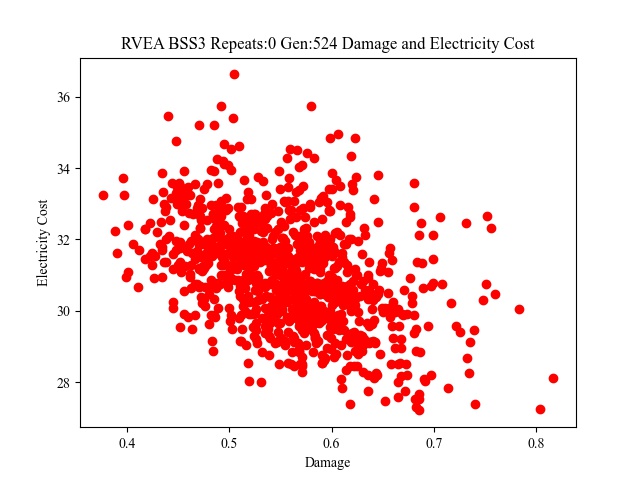 RVEA BSS3 Repeats:0 Gen:524 Damage and Electricity Cost
36
34
32
30
28
Electricity Cost
0.4 0.5 0.6 0.7 0.8
Damage